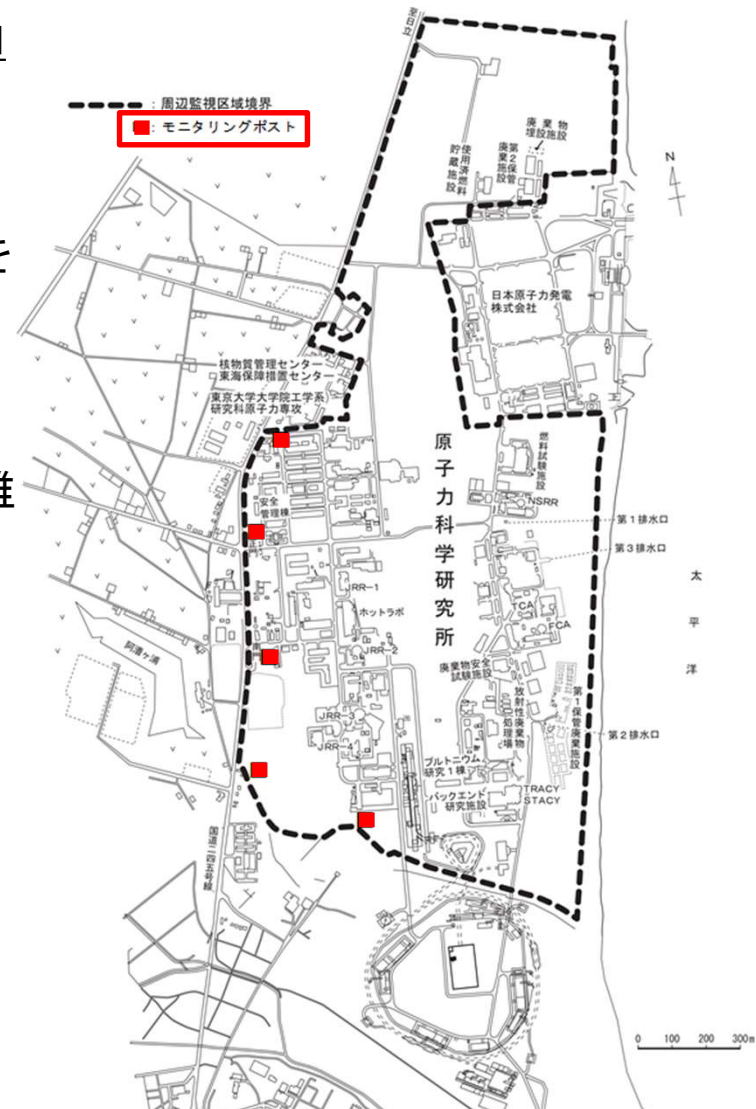 至日立
：周辺監視区域境界
：モニタリングポスト
廃棄物
埋設施設
第2保管
廃棄施設
使用済燃料
貯蔵施設
N
を
日本原子力発電
株式会社
核物質管理センター
東海保障措置センター
東京大学大学院工学系
研究科原子力専攻
原子力科学研究所
燃料試験施設
安全
管理棟
NSRR
第1排水口
第3排水口
JRR-1
ホットラボ
TCA
FCA
太平洋
阿漕ヶ浦
JRR-2
廃棄物安全
試験施設
放射性廃棄物
処理場
第1保管廃棄施設
JRR-3
JRR-4
第2排水口
プルトニウム
研究1棟
バックエンド
研究施設
TRACY
STACY
国道二四五号線
0 100 200 300m